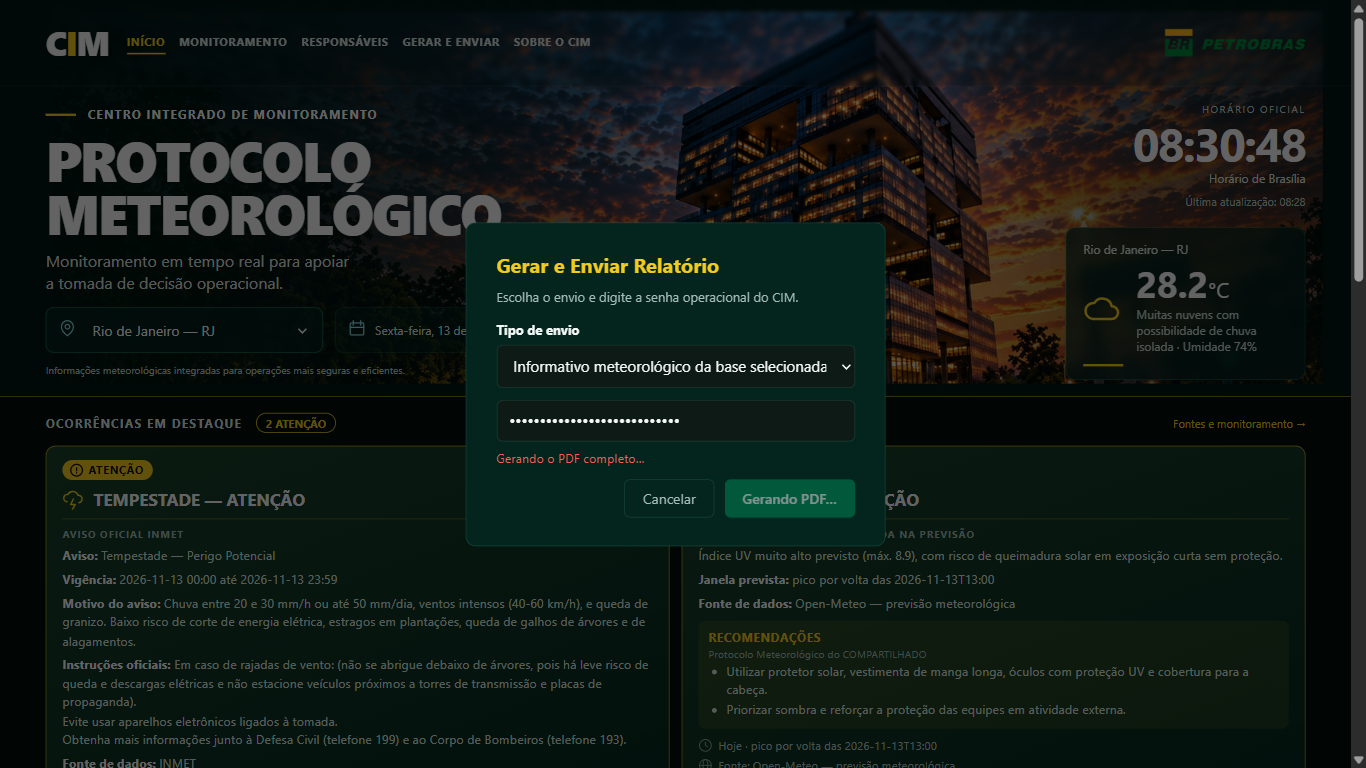 CIM
INÍCIO
MONITORAMENTO
RESPONSÁVEIS
GERAR E ENVIAR
SOBRE O CIM
BR PETROBRAS
CENTRO INTEGRADO DE MONITORAMENTO
PROTOCOLO
METEOROLÓGICO
Monitoramento em tempo real para apoiar
a tomada de decisão operacional.
Rio de Janeiro — RJ
Sexta-feira, 13 de
Informações meteorológicas integradas para operações mais seguras e eficientes.
HORÁRIO OFICIAL
08:30:48
Horário de Brasília
Última atualização: 08:28
Rio de Janeiro — RJ
28.2°C
Muitas nuvens com
possibilidade de chuva
isolada · Umidade 74%
Gerar e Enviar Relatório
Escolha o envio e digite a senha operacional do CIM.
Tipo de envio
Informativo meteorológico da base selecionada
••••••••••••••••••••••••••••
Gerando o PDF completo...
Cancelar
Gerando PDF...
OCORRÊNCIAS EM DESTAQUE
2 ATENÇÃO
Fontes e monitoramento →
ATENÇÃO
TEMPESTADE — ATENÇÃO
AVISO OFICIAL INMET
Aviso: Tempestade — Perigo Potencial
Vigência: 2026-11-13 00:00 até 2026-11-13 23:59
Motivo do aviso: Chuva entre 20 e 30 mm/h ou até 50 mm/dia, ventos intensos (40-60 km/h), e queda de
granizo. Baixo risco de corte de energia elétrica, estragos em plantações, queda de galhos de árvores e de
alagamentos.
Instruções oficiais: Em caso de rajadas de vento: (não se abrigue debaixo de árvores, pois há leve risco de
queda e descargas elétricas e não estacione veículos próximos a torres de transmissão e placas de
propaganda).
Evite usar aparelhos eletrônicos ligados à tomada.
Obtenha mais informações junto à Defesa Civil (telefone 199) e ao Corpo de Bombeiros (telefone 193).
Fonte de dados: INMET
ÇÃO
DA NA PREVISÃO
Índice UV muito alto previsto (máx. 8.9), com risco de queimadura solar em exposição curta sem proteção.
Janela prevista: pico por volta das 2026-11-13T13:00
Fonte de dados: Open-Meteo — previsão meteorológica
RECOMENDAÇÕES
Protocolo Meteorológico do COMPARTILHADO
• Utilizar protetor solar, vestimenta de manga longa, óculos com proteção UV e cobertura para a
cabeça.
• Priorizar sombra e reforçar a proteção das equipes em atividade externa.
Hoje · pico por volta das 2026-11-13T13:00
Fonte: Open-Meteo — previsão meteorológica